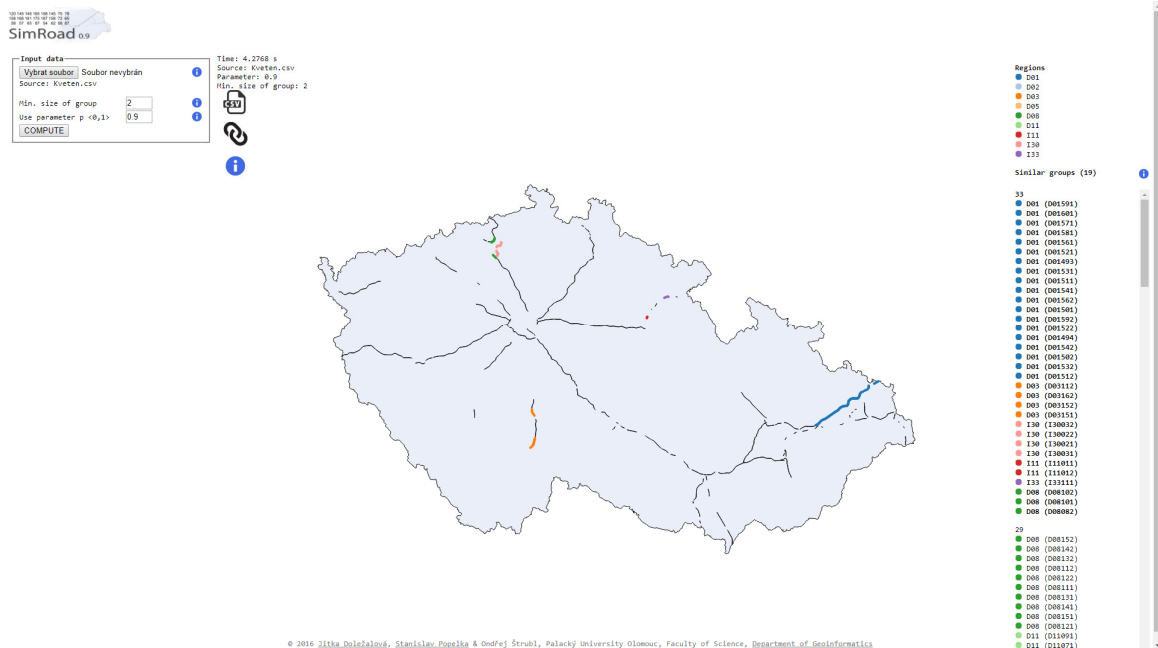 SimRoad 0.9
Input data
Vybrat soubor Soubor nevybrán
Source: Kveten.csv
Min. size of group 2
Use parameter p <0,1> 0.9
COMPUTE
Time: 4.2768 s
Source: Kveten.csv
Parameter: 0.9
Min. size of group: 2
CSV
Regions
D01
D02
D03
D05
D08
D11
I11
I30
I33
Similar groups (19)
33
D01 (D01591)
D01 (D01601)
D01 (D01571)
D01 (D01581)
D01 (D01561)
D01 (D01521)
D01 (D01493)
D01 (D01531)
D01 (D01511)
D01 (D01541)
D01 (D01562)
D01 (D01501)
D01 (D01592)
D01 (D01522)
D01 (D01494)
D01 (D01542)
D01 (D01502)
D01 (D01532)
D01 (D01512)
D03 (D03112)
D03 (D03162)
D03 (D03152)
D03 (D03151)
I30 (I30032)
I30 (I30022)
I30 (I30021)
I30 (I30031)
I11 (I11011)
I11 (I11012)
I33 (I33111)
D08 (D08102)
D08 (D08101)
D08 (D08082)
29
D08 (D08152)
D08 (D08142)
D08 (D08132)
D08 (D08112)
D08 (D08122)
D08 (D08111)
D08 (D08131)
D08 (D08141)
D08 (D08151)
D08 (D08121)
D11 (D11091)
D11 (D11071)
© 2016 Jitka Doležalová, Stanislav Popelka & Ondřej Štrubl, Palacký University Olomouc, Faculty of Science, Department of Geoinformatics